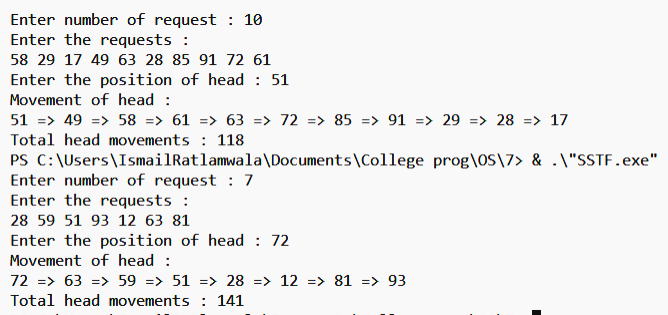 Enter number of request : 10
Enter the requests :
58 29 17 49 63 28 85 91 72 61
Enter the position of head : 51
Movement of head :
51 => 49 => 58 => 61 => 63 => 72 => 85 => 91 => 29 => 28 => 17
Total head movements : 118
PS C:\Users\IsmailRatlamwala\Documents\College prog\OS\7> & .\"SSTF.exe"
Enter number of request : 7
Enter the requests :
28 59 51 93 12 63 81
Enter the position of head : 72
Movement of head :
72 => 63 => 59 => 51 => 28 => 12 => 81 => 93
Total head movements : 141